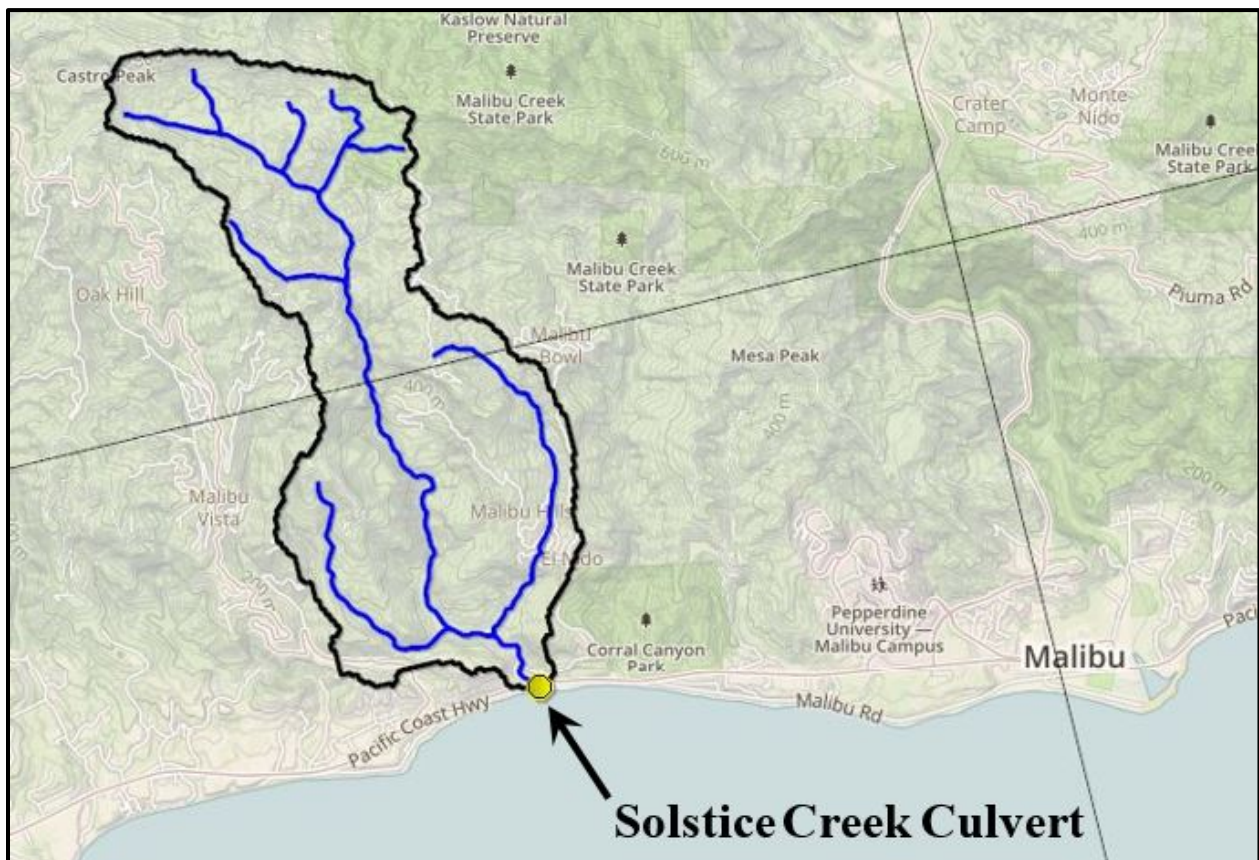 Kaslow Natural
Preserve
Castro Peak
Malibu Creek
State Park
Crater
Camp
Monte
Nido
Malibu Cree
State Park
600 m
400 m
Malibu Creek
State Park
Oak Hill
Piuma Rd
Malibu
Bowl
Mesa Peak
400 m
400 m
Malibu
Vista
Malibu Hills
200 m
El Nido
200 m
Pepperdine
University —
Malibu Campus
Corral Canyon
Park
Malibu
Paci
Pacific Coast Hwy
Malibu Rd
Solstice Creek Culvert